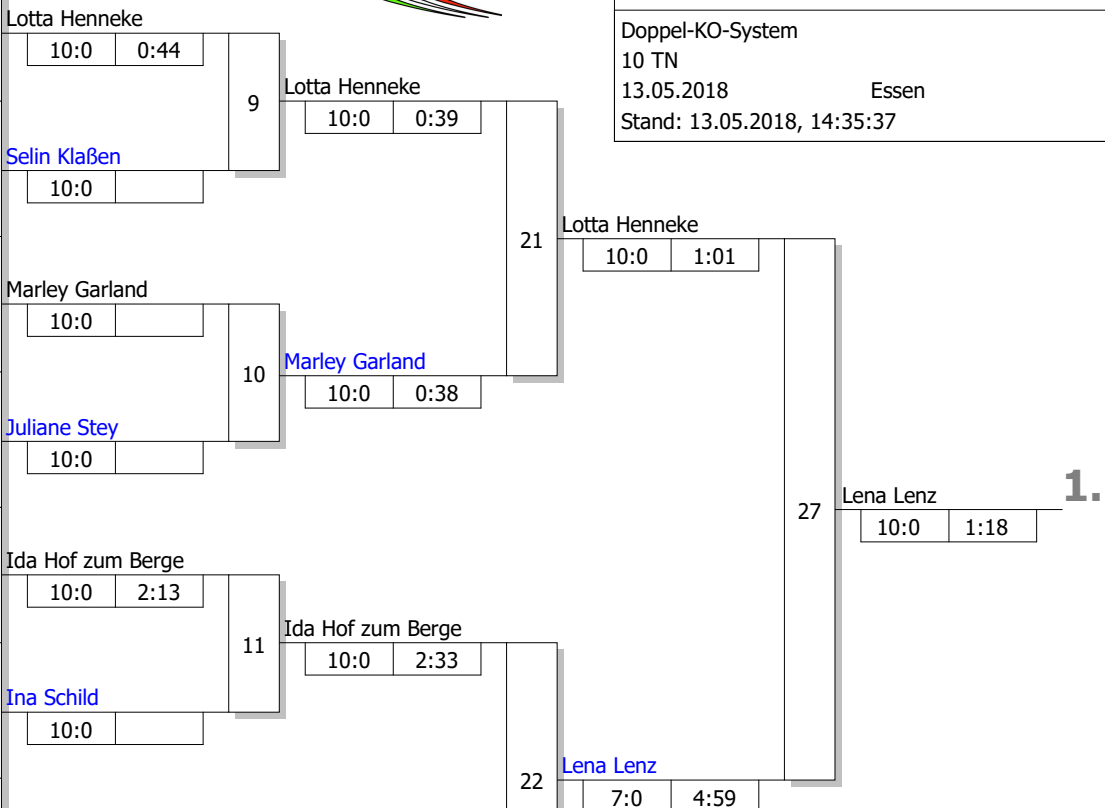 Lotta Henneke
10:0 0:44
Doppel-KO-System
10 TN
13.05.2018 Essen
Stand: 13.05.2018, 14:35:37
9
Lotta Henneke
10:0 0:39
Selin Klaßen
10:0
21
Lotta Henneke
10:0 1:01
Marley Garland
10:0
10
Marley Garland
10:0 0:38
Juliane Stey
10:0
27
Lena Lenz
10:0 1:18
1.
Ida Hof zum Berge
10:0 2:13
11
Ida Hof zum Berge
10:0 2:33
Ina Schild
10:0
22
Lena Lenz
7:0 4:59